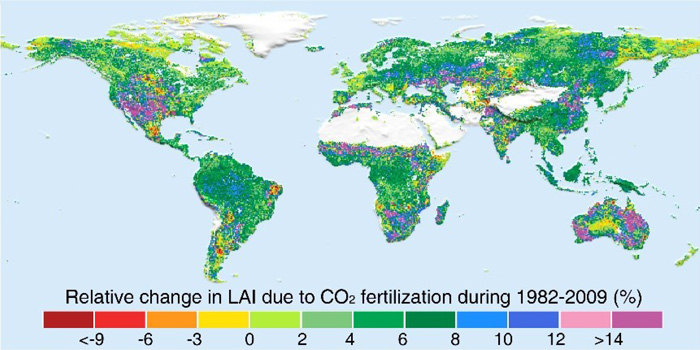 Relative change in LAI due to CO₂ fertilization during 1982-2009 (%)
<-9 -6 -3 0 2 4 6 8 10 12 >14